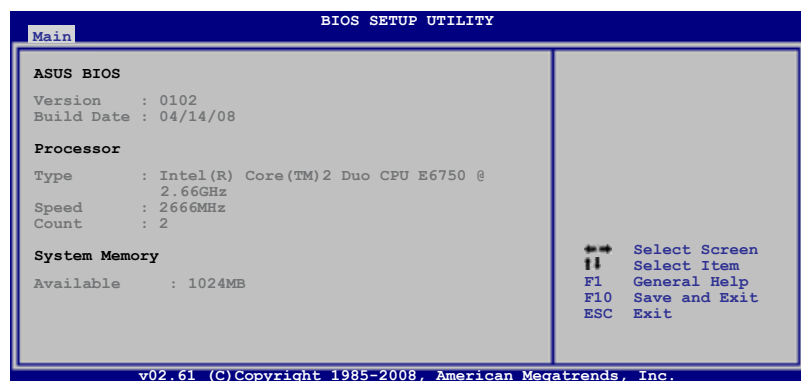 BIOS SETUP UTILITY
Main
ASUS BIOS
Version : 0102
Build Date : 04/14/08
Processor
Type : Intel(R) Core(TM)2 Duo CPU E6750 @
2.66GHz
Speed : 2666MHz
Count : 2
System Memory
Available : 1024MB
←→ Select Screen
↑↓ Select Item
F1 General Help
F10 Save and Exit
ESC Exit
v02.61 (C)Copyright 1985-2008, American Megatrends, Inc.